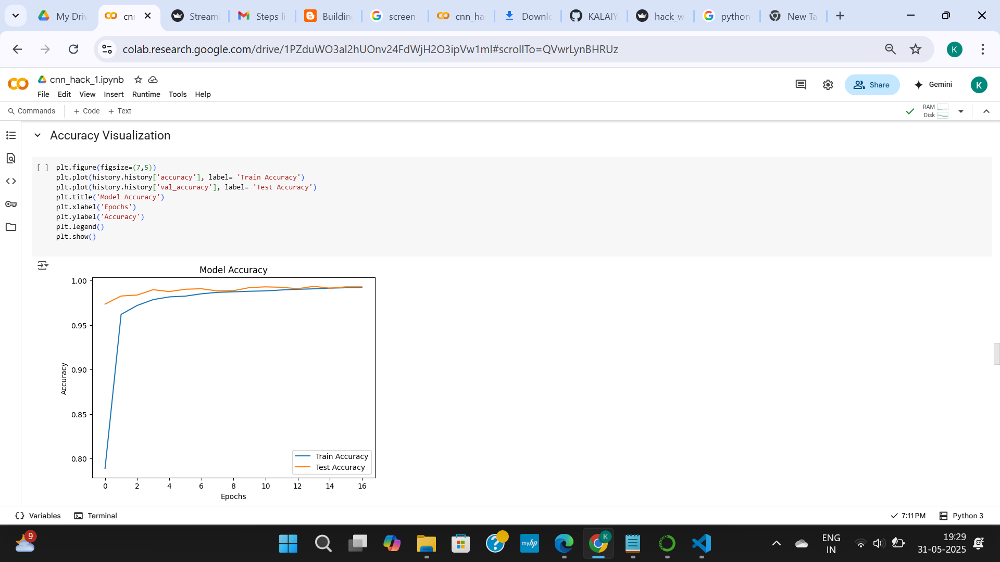 My Driv
cn
Stream
Steps li
Building
screen
cnn_ha
Downlo
KALAIY
hack_w
python
New Ta
colab.research.google.com/drive/1PZduWO3al2hUOnv24FdWjH2O3ipVw1ml#scrollTo=QVwrLynBHRUz
K
cnn_hack_1.ipynb
Share
Gemini
K
File Edit View Insert Runtime Tools Help
Commands + Code + Text
RAM
Disk
Accuracy Visualization
[ ] plt.figure(figsize=(7,5))
plt.plot(history.history['accuracy'], label= 'Train Accuracy')
plt.plot(history.history['val_accuracy'], label= 'Test Accuracy')
plt.title('Model Accuracy')
plt.xlabel('Epochs')
plt.ylabel('Accuracy')
plt.legend()
plt.show()
Model Accuracy
1.00
0.95
0.90
0.85
0.80
Accuracy
Train Accuracy
Test Accuracy
0 2 4 6 8 10 12 14 16
Epochs
Variables Terminal
7:11 PM Python 3
9
myhp
K
ENG
IN
19:29
31-05-2025